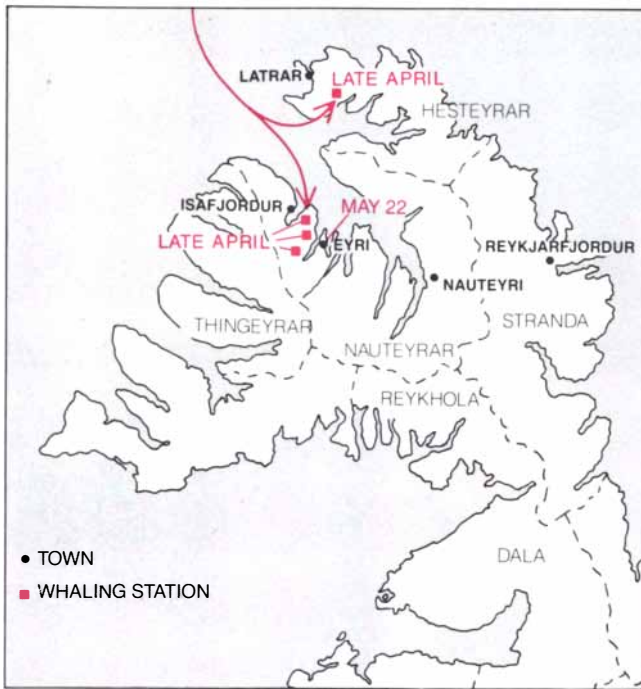 LATRAR
LATE APRIL
HESTEYRAR
ISAFJORDUR
MAY 22
LATE APRIL
EYRI
REYKJARFJORDUR
NAUTEYRI
THINGEYRAR
STRANDA
NAUTEYRAR
REYKHOLA
TOWN
DALA
WHALING STATION